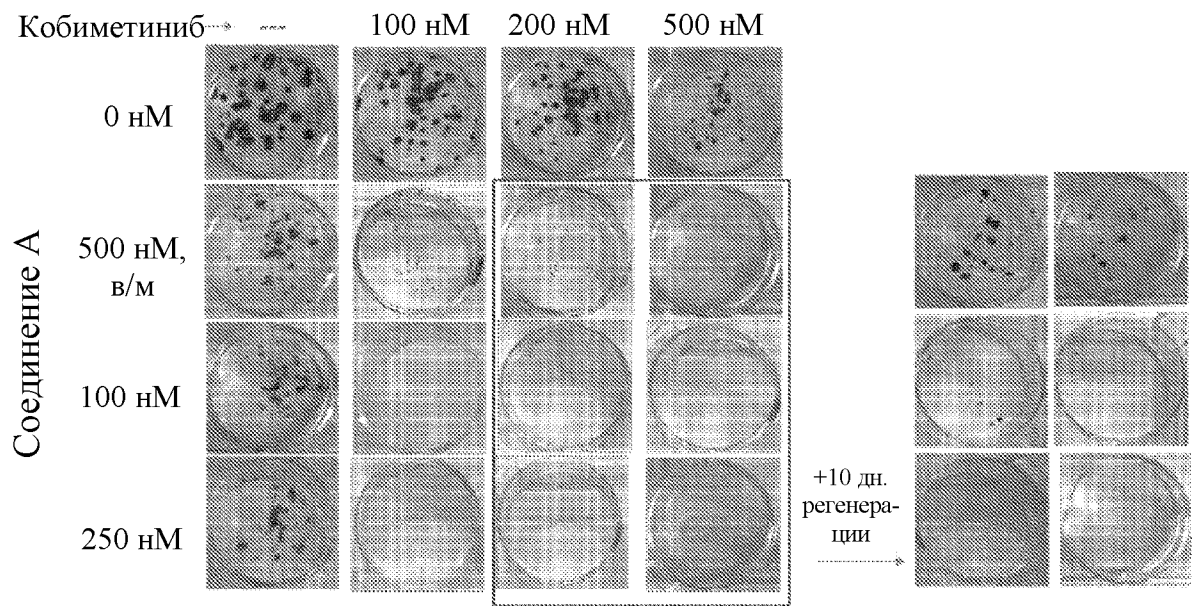 Кобиметиниб --- 100 нМ 200 нМ 500 нМ
0 нМ
Соединение А
500 нМ,
в/м
100 нМ
250 нМ
+10 дн.
регенера-
ции